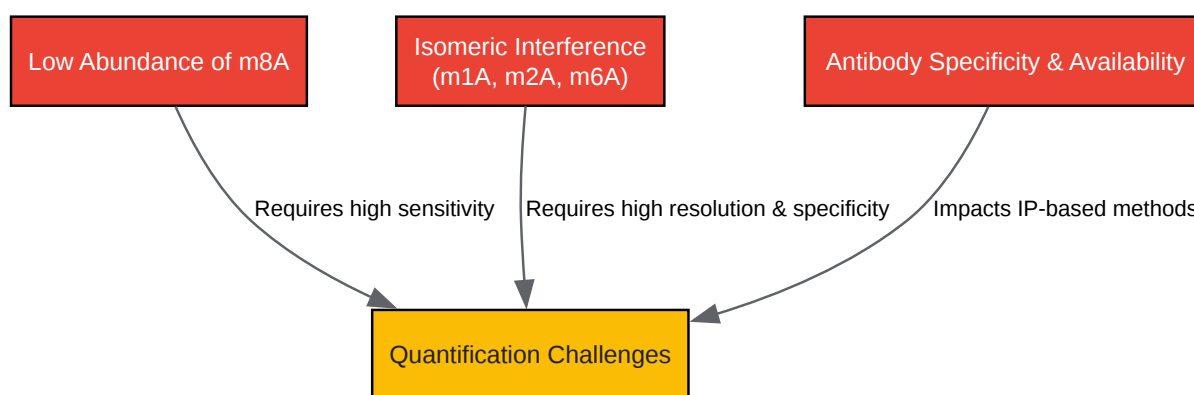 Low Abundance of m8A
Isomeric Interference
(m1A, m2A, m6A)
Antibody Specificity & Availability
Requires high sensitivity
Requires high resolution & specificity
Impacts IP-based methods
Quantification Challenges